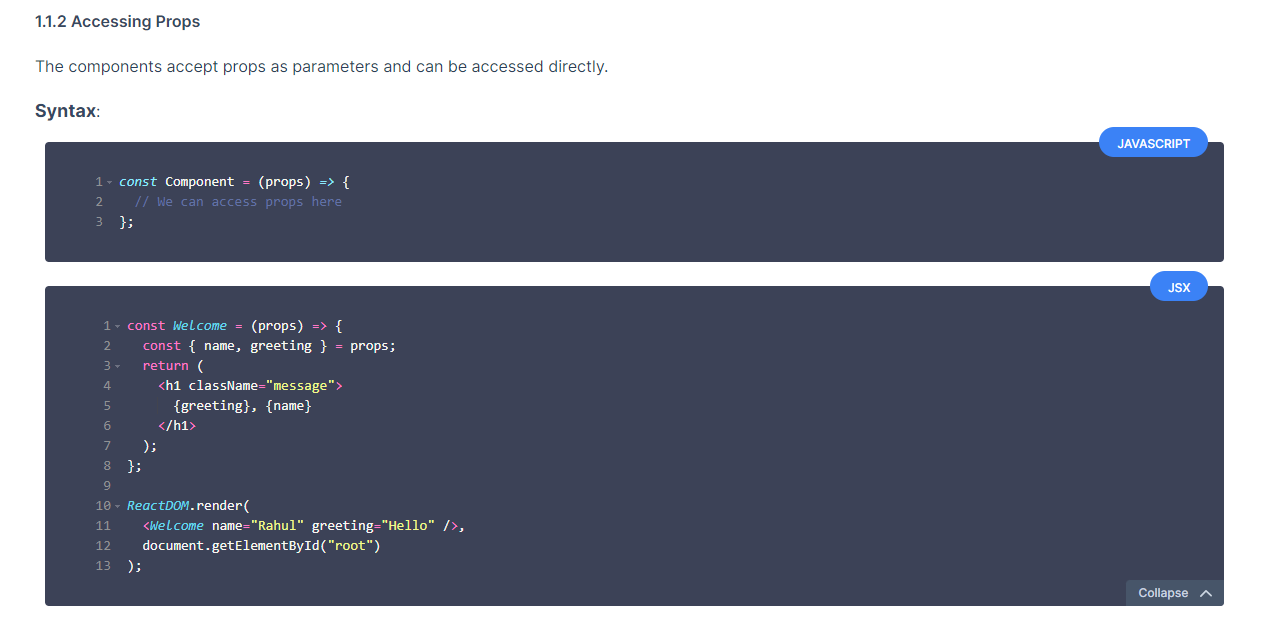 1.1.2 Accessing Props
The components accept props as parameters and can be accessed directly.
Syntax:
JAVASCRIPT
1 const Component = (props) => {
2   // We can access props here
3 };
JSX
1 const Welcome = (props) => {
2   const { name, greeting } = props;
3   return (
4     <h1 className="message">
5       {greeting}, {name}
6     </h1>
7   );
8 };
9
10 ReactDOM.render(
11   <Welcome name="Rahul" greeting="Hello" />,
12   document.getElementById("root")
13 );
Collapse